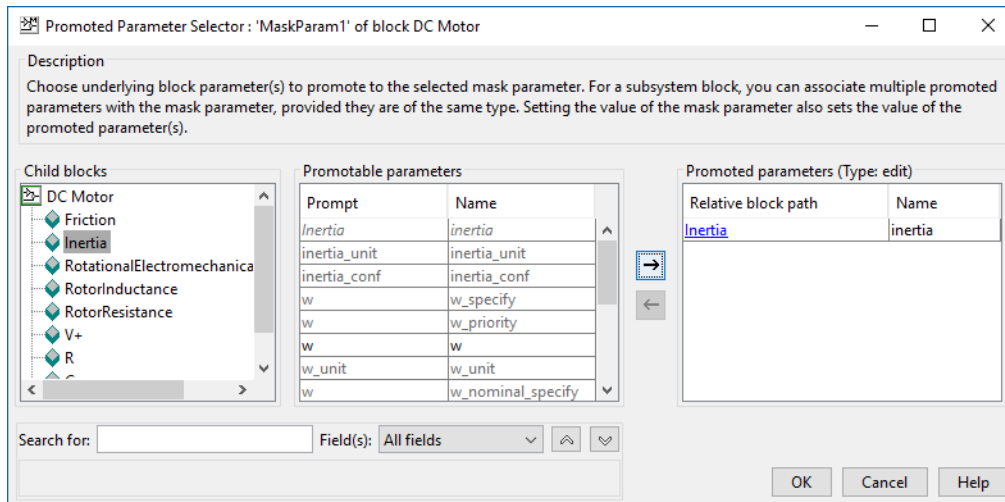 Promoted Parameter Selector : 'MaskParam1' of block DC Motor
Description
Choose underlying block parameter(s) to promote to the selected mask parameter. For a subsystem block, you can associate multiple promoted
parameters with the mask parameter, provided they are of the same type. Setting the value of the mask parameter also sets the value of the
promoted parameter(s).
Child blocks
DC Motor
Friction
Inertia
RotationalElectromechanica
RotorInductance
RotorResistance
V+
R
Promotable parameters
Prompt Name
Inertia inertia
inertia_unit inertia_unit
inertia_conf inertia_conf
w w_specify
w w_priority
w w
w_unit w_unit
w w_nominal_specify
Promoted parameters (Type: edit)
Relative block path Name
Inertia inertia
Search for: Field(s): All fields
OK Cancel Help